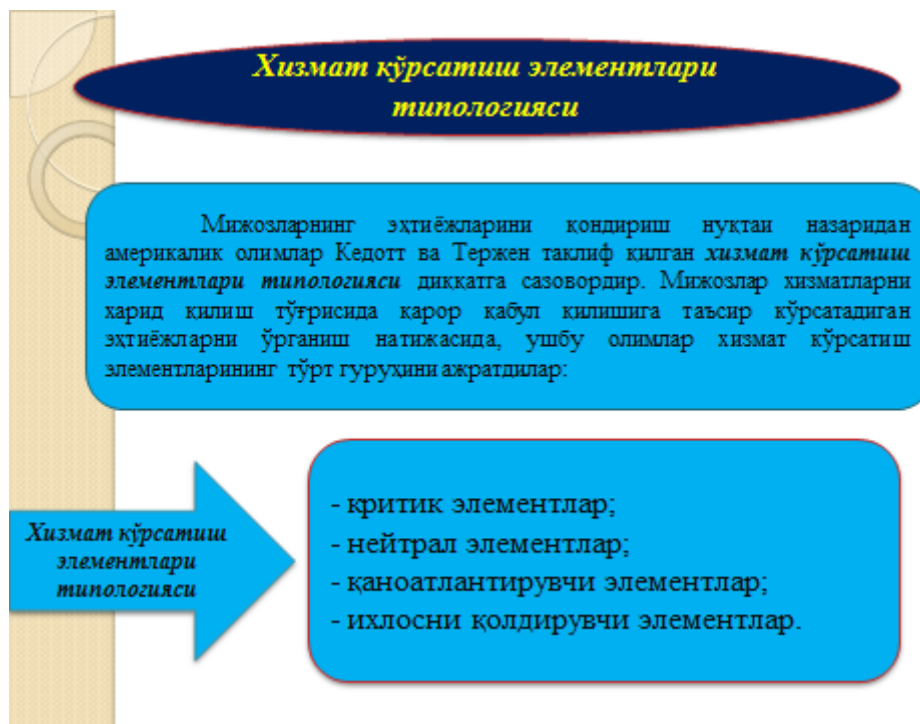 Хизмат кўрсатиш элементлари
типологияси
Мижозларнинг эҳтиёжларини қондириш нуқтаи назаридан
америкалик олимлар Кедотт ва Тержен таклиф қилган хизмат кўрсатиш
элементлари типологияси диққатга сазовордир. Мижозлар хизматларни
харид қилиш тўғрисида қарор қабул қилишига таъсир кўрсатадиган
эҳтиёжларни ўрганиш натижасида, ушбу олимлар хизмат кўрсатиш
элементларининг тўрт гуруҳини ажратдилар:
Хизмат кўрсатиш
элементлари
типологияси
- критик элементлар;
- нейтрал элементлар;
- қаноатлантирувчи элементлар;
- ихлосни қолдирувчи элементлар.